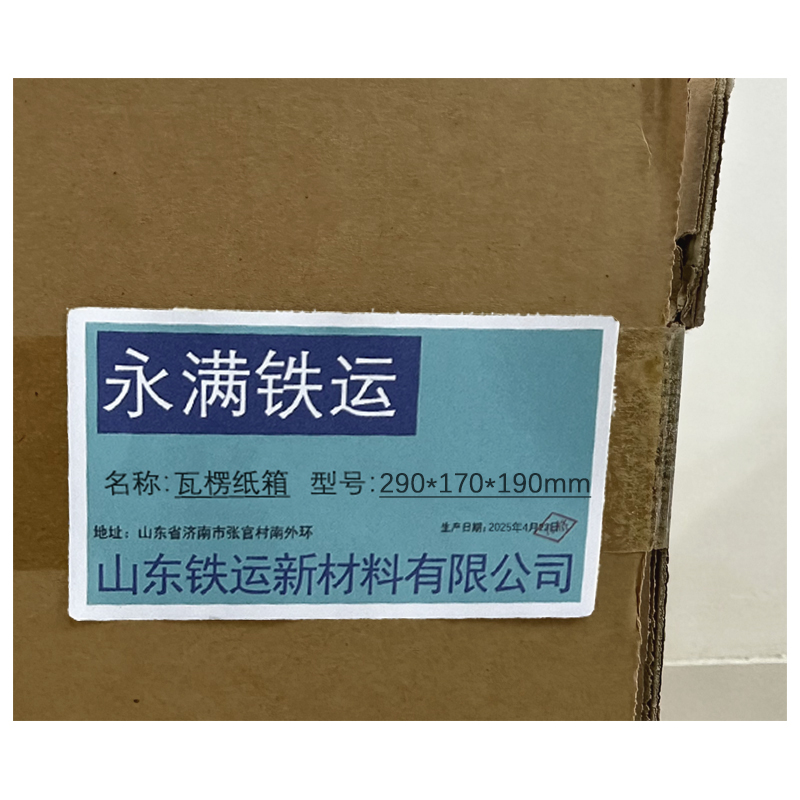 永满铁运
名称:瓦楞纸箱 型号:290*170*190mm
地址：山东省济南市张官村南外环 生产日期：2025年4月
山东铁运新材料有限公司